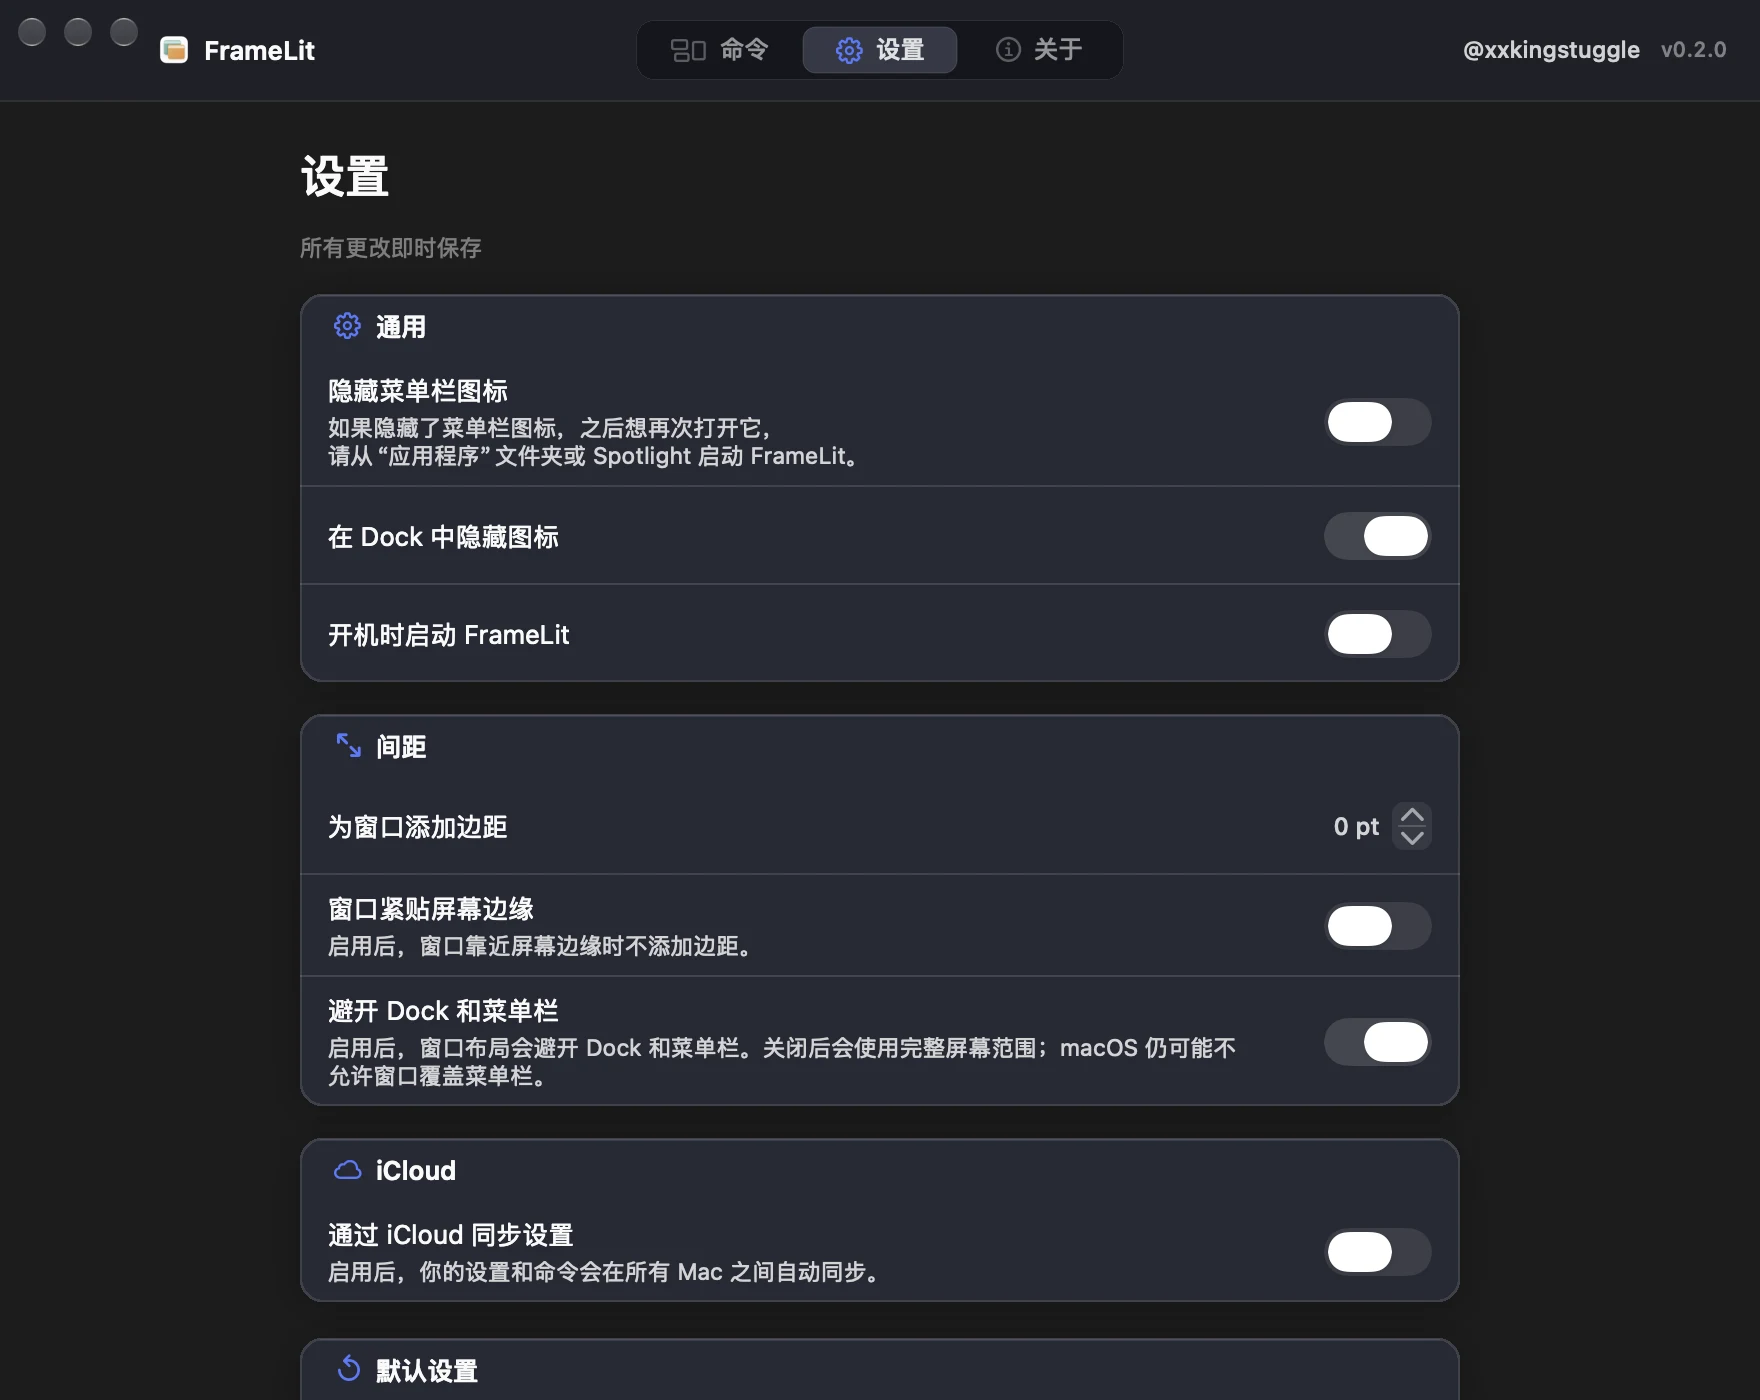 FrameLit
命令
设置
关于
@xxkingstuggle v0.2.0
设置
所有更改即时保存
通用
隐藏菜单栏图标
如果隐藏了菜单栏图标，之后想再次打开它，
请从“应用程序”文件夹或 Spotlight 启动 FrameLit。
在 Dock 中隐藏图标
开机时启动 FrameLit
间距
为窗口添加边距
0 pt
窗口紧贴屏幕边缘
启用后，窗口靠近屏幕边缘时不添加边距。
避开 Dock 和菜单栏
启用后，窗口布局会避开 Dock 和菜单栏。关闭后会使用完整屏幕范围；macOS 仍可能不
允许窗口覆盖菜单栏。
iCloud
通过 iCloud 同步设置
启用后，你的设置和命令会在所有 Mac 之间自动同步。
默认设置